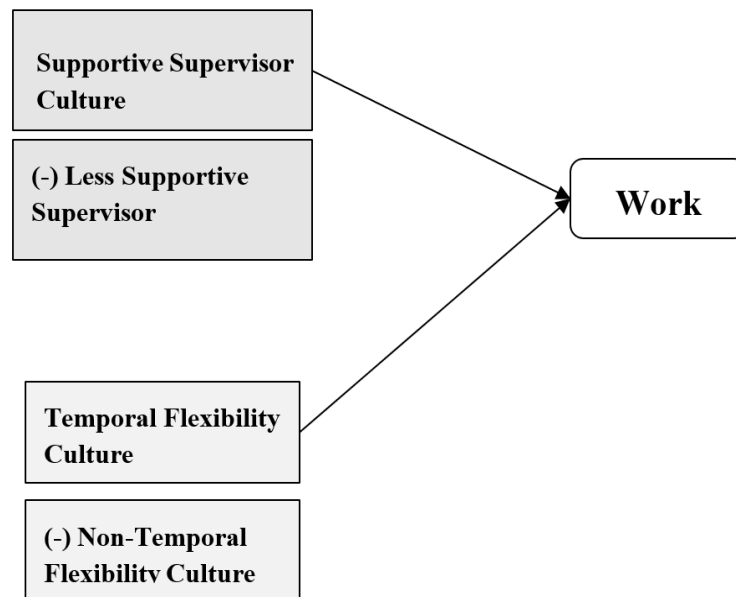 Supportive Supervisor
Culture
(-) Less Supportive
Supervisor
Work
Temporal Flexibility
Culture
(-) Non-Temporal
Flexibility Culture